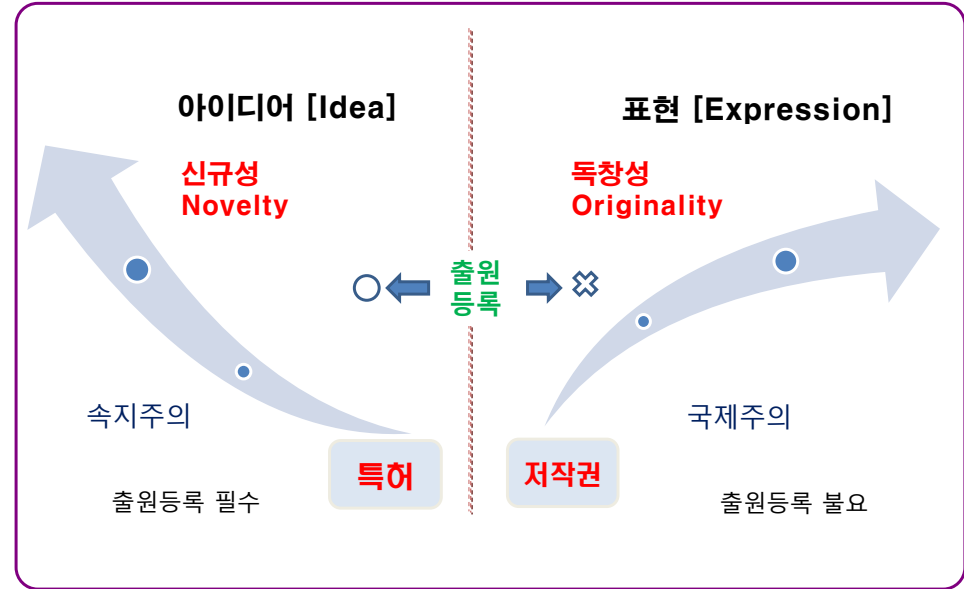 아이디어 [Idea]
신규성
Novelty
속지주의
특허
출원등록 필수
출원
등록
표현 [Expression]
독창성
Originality
국제주의
저작권
출원등록 불요